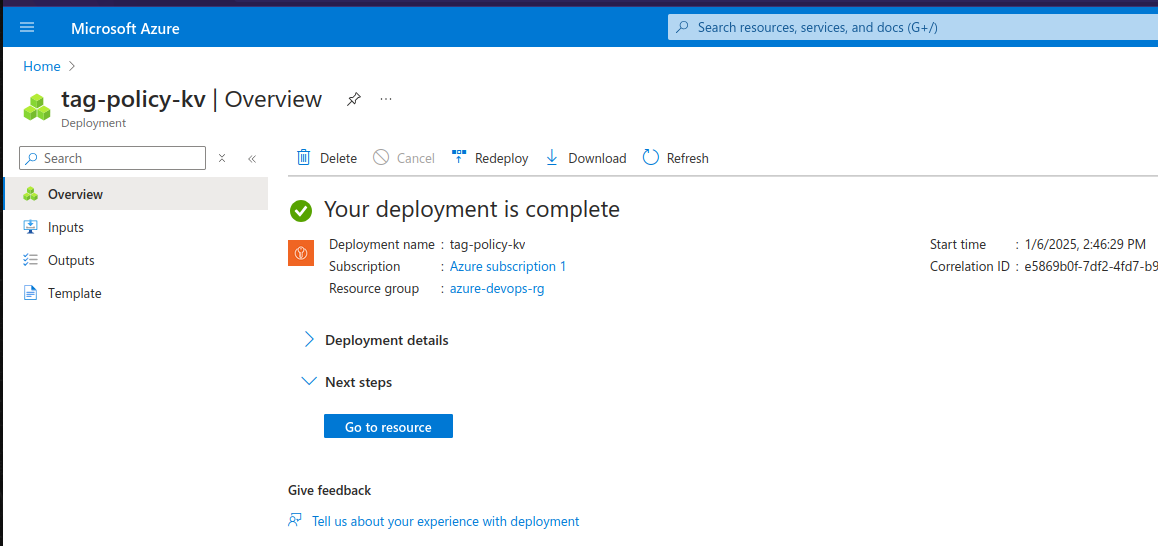 Microsoft Azure
Search resources, services, and docs (G+/)
Home
tag-policy-kv | Overview
Deployment
Search
Delete
Cancel
Redeploy
Download
Refresh
Overview
Inputs
Outputs
Template
Your deployment is complete
Deployment name : tag-policy-kv
Subscription : Azure subscription 1
Resource group : azure-devops-rg
Start time : 1/6/2025, 2:46:29 PM
Correlation ID : e5869b0f-7df2-4fd7-b9
Deployment details
Next steps
Go to resource
Give feedback
Tell us about your experience with deployment